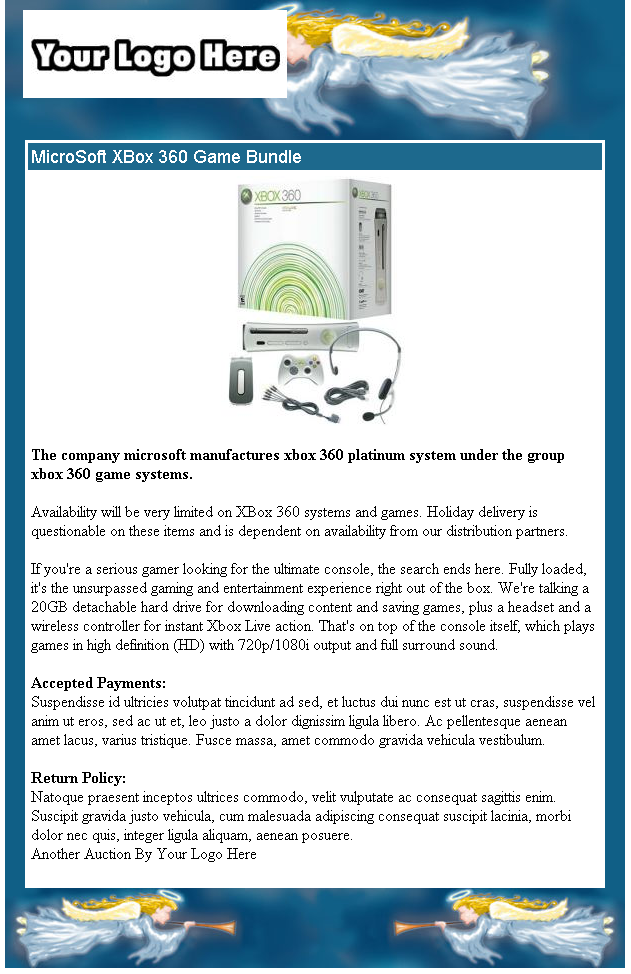 Your Logo Here
MicroSoft XBox 360 Game Bundle
XBOX 360
The company microsoft manufactures xbox 360 platinum system under the group
xbox 360 game systems.
Availability will be very limited on XBox 360 systems and games. Holiday delivery is
questionable on these items and is dependent on availability from our distribution partners.
If you're a serious gamer looking for the ultimate console, the search ends here. Fully loaded,
it's the unsurpassed gaming and entertainment experience right out of the box. We're talking a
20GB detachable hard drive for downloading content and saving games, plus a headset and a
wireless controller for instant Xbox Live action. That's on top of the console itself, which plays
games in high definition (HD) with 720p/1080i output and full surround sound.
Accepted Payments:
Suspendisse id ultricies volutpat tincidunt ad sed, et luctus dui nunc est ut cras, suspendisse vel
anim ut eros, sed ac ut et, leo justo a dolor dignissim ligula libero. Ac pellentesque aenean
amet lacus, varius tristique. Fusce massa, amet commodo gravida vehicula vestibulum.
Return Policy:
Natoque praesent inceptos ultrices commodo, velit vulputate ac consequat sagittis enim.
Suscipit gravida justo vehicula, cum malesuada adipiscing consequat suscipit lacinia, morbi
dolor nec quis, integer ligula aliquam, aenean posuere.
Another Auction By Your Logo Here